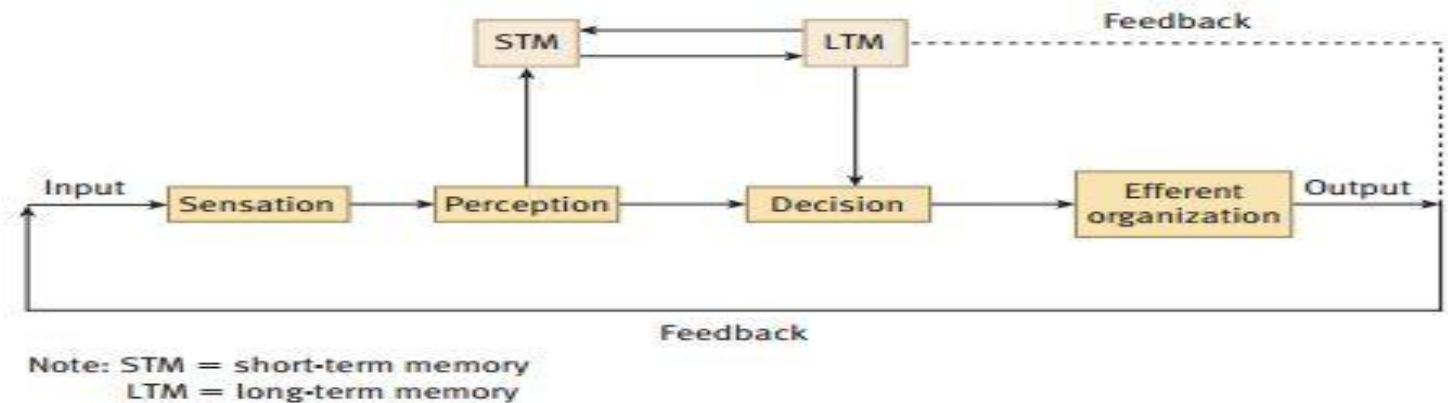 Feedback
STM
LTM
Input
Sensation
Perception
Decision
Efferent
organization
Output
Feedback
Note: STM = short-term memory
LTM = long-term memory